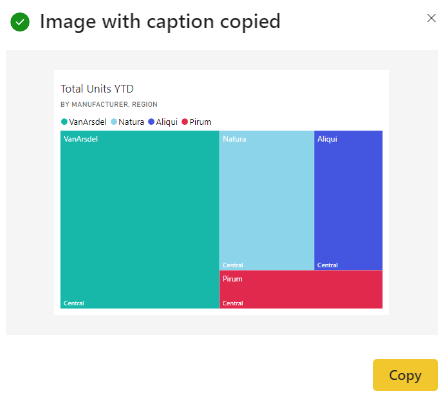 Image with caption copied
Total Units YTD
BY MANUFACTURER, REGION
VanArsdel Natura Aliqui Pirum
VanArsdel Natura Aliqui
Central Central
Pirum
Central Central
Copy